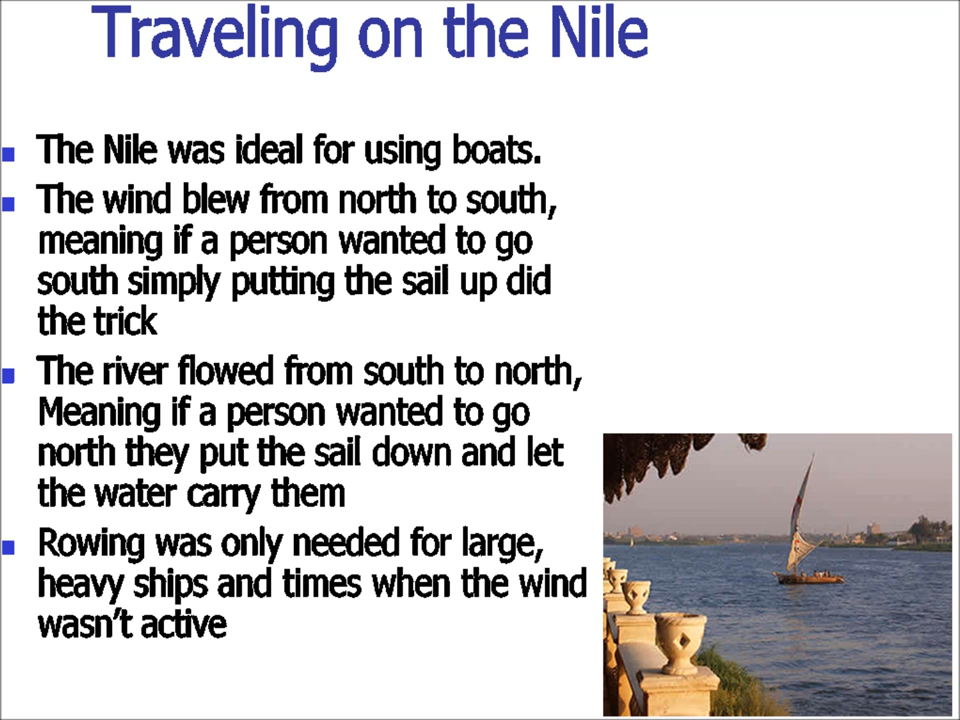 Traveling on the Nile
The Nile was ideal for using boats.
The wind blew from north to south,
meaning if a person wanted to go
south simply putting the sail up did
the trick
The river flowed from south to north,
Meaning if a person wanted to go
north they put the sail down and let
the water carry them
Rowing was only needed for large,
heavy ships and times when the wind
wasn't active